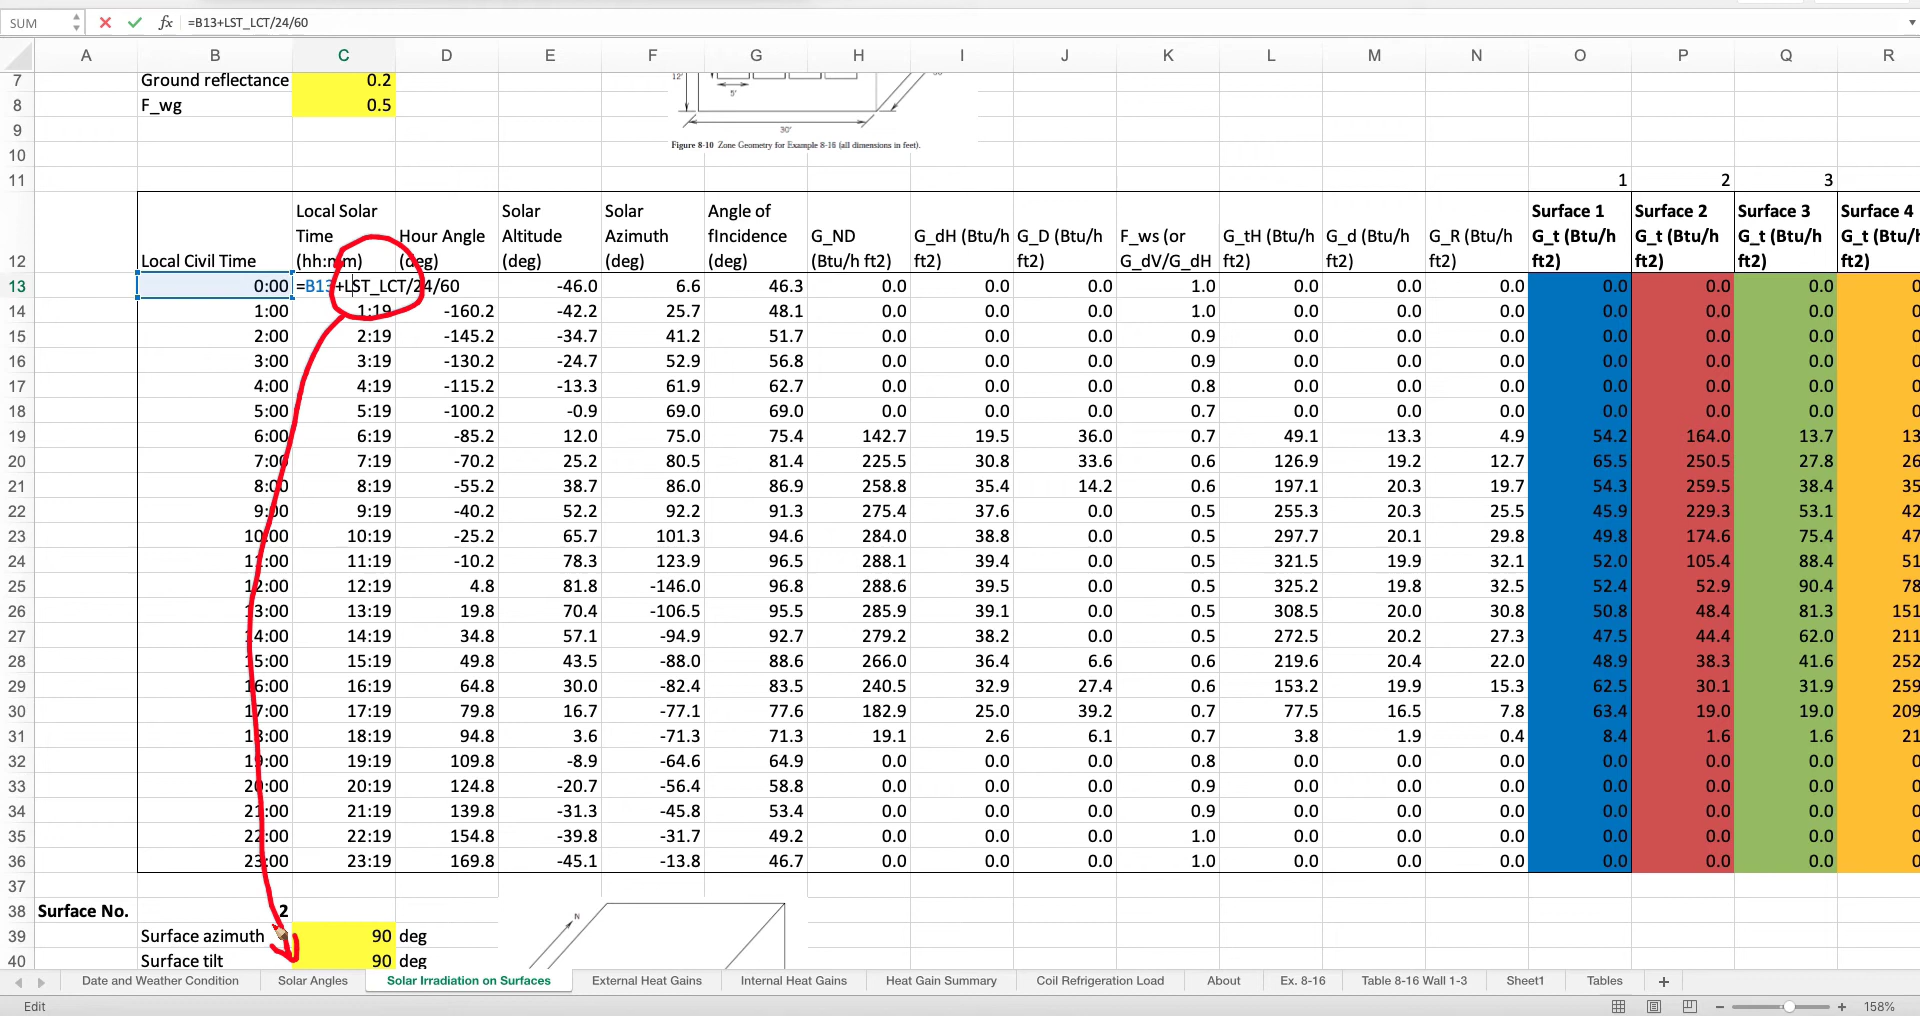 SUM =B13+LST_LCT/24/60
A B C D E F G H I J K L M N O P Q R
7 Ground reflectance 0.2
8 F_wg 0.5
12' 5'
30'
Figure 8-10 Zone Geometry for Example 8-16 (all dimensions in feet).
9
10
11 1 2 3
12 Local Civil Time
Local Solar Time (hh:mm)
Hour Angle (deg)
Solar Altitude (deg)
Solar Azimuth (deg)
Angle of fIncidence (deg)
G_ND (Btu/h ft2)
G_dH (Btu/h ft2)
G_D (Btu/h ft2)
F_ws (or G_dV/G_dH
G_tH (Btu/h ft2)
G_d (Btu/h ft2)
G_R (Btu/h ft2)
Surface 1 G_t (Btu/h ft2)
Surface 2 G_t (Btu/h ft2)
Surface 3 G_t (Btu/h ft2)
Surface 4 G_t (Btu/h ft2)
13 0:00 =B13+LST_LCT/24/60 -46.0 6.6 46.3 0.0 0.0 0.0 1.0 0.0 0.0 0.0 0.0 0.0 0.0 0
14 1:00 1:19 -160.2 -42.2 25.7 48.1 0.0 0.0 0.0 1.0 0.0 0.0 0.0 0.0 0.0 0.0 0
15 2:00 2:19 -145.2 -34.7 41.2 51.7 0.0 0.0 0.0 0.9 0.0 0.0 0.0 0.0 0.0 0.0 0
16 3:00 3:19 -130.2 -24.7 52.9 56.8 0.0 0.0 0.0 0.9 0.0 0.0 0.0 0.0 0.0 0.0 0
17 4:00 4:19 -115.2 -13.3 61.9 62.7 0.0 0.0 0.0 0.8 0.0 0.0 0.0 0.0 0.0 0.0 0
18 5:00 5:19 -100.2 -0.9 69.0 69.0 0.0 0.0 0.0 0.7 0.0 0.0 0.0 0.0 0.0 0.0 0
19 6:00 6:19 -85.2 12.0 75.0 75.4 142.7 19.5 36.0 0.7 49.1 13.3 4.9 54.2 164.0 13.7 13
20 7:00 7:19 -70.2 25.2 80.5 81.4 225.5 30.8 33.6 0.6 126.9 19.2 12.7 65.5 250.5 27.8 26
21 8:00 8:19 -55.2 38.7 86.0 86.9 258.8 35.4 14.2 0.6 197.1 20.3 19.7 54.3 259.5 38.4 35
22 9:00 9:19 -40.2 52.2 92.2 91.3 275.4 37.6 0.0 0.6 255.3 20.3 25.5 45.9 229.3 53.1 42
23 10:00 10:19 -25.2 65.7 101.3 94.6 284.0 38.8 0.0 0.5 297.7 20.1 29.8 49.8 174.6 75.4 47
24 11:00 11:19 -10.2 78.3 123.9 96.5 288.1 39.4 0.0 0.5 321.5 19.9 32.1 52.0 105.4 88.4 51
25 12:00 12:19 4.8 81.8 -146.0 96.8 288.6 39.5 0.0 0.5 325.2 19.8 32.5 52.4 52.9 90.4 78
26 13:00 13:19 19.8 70.4 -106.5 95.5 285.9 39.1 0.0 0.5 308.5 20.0 30.8 50.8 48.4 81.3 151
27 14:00 14:19 34.8 57.1 -94.9 92.7 279.2 38.2 0.0 0.5 272.5 20.2 27.3 47.5 44.4 62.0 211
28 15:00 15:19 49.8 43.5 -88.0 88.6 266.0 36.4 6.6 0.6 219.6 20.4 22.0 48.9 38.3 41.6 252
29 16:00 16:19 64.8 30.0 -82.4 83.5 240.5 32.9 27.4 0.6 153.2 19.9 15.3 62.5 30.1 31.9 259
30 17:00 17:19 79.8 16.7 -77.1 77.6 182.9 25.0 39.2 0.7 77.5 16.5 7.8 63.4 19.0 19.0 209
31 18:00 18:19 94.8 3.6 -71.3 71.3 19.1 2.6 6.1 0.7 3.8 1.9 0.4 8.4 1.6 1.6 21
32 19:00 19:19 109.8 -8.9 -64.6 64.9 0.0 0.0 0.0 0.8 0.0 0.0 0.0 0.0 0.0 0.0 0
33 20:00 20:19 124.8 -20.7 -56.4 58.8 0.0 0.0 0.0 0.9 0.0 0.0 0.0 0.0 0.0 0.0 0
34 21:00 21:19 139.8 -31.3 -45.8 53.4 0.0 0.0 0.0 0.9 0.0 0.0 0.0 0.0 0.0 0.0 0
35 22:00 22:19 154.8 -39.8 -31.7 49.2 0.0 0.0 0.0 1.0 0.0 0.0 0.0 0.0 0.0 0.0 0
36 23:00 23:19 169.8 -45.1 -13.8 46.7 0.0 0.0 0.0 1.0 0.0 0.0 0.0 0.0 0.0 0.0 0
37
38 Surface No. 2
N
39 Surface azimuth 90 deg
40 Surface tilt 90 deg
Date and Weather Condition Solar Angles Solar Irradiation on Surfaces External Heat Gains Internal Heat Gains Heat Gain Summary Coil Refrigeration Load About Ex. 8-16 Table 8-16 Wall 1-3 Sheet1 Tables
Edit 158%